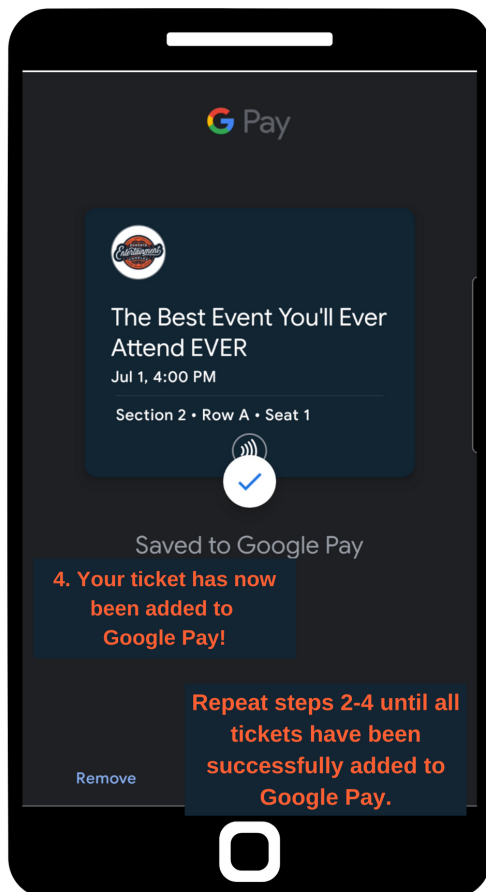 G Pay
Entertainment
The Best Event You'll Ever
Attend EVER
Jul 1, 4:00 PM
Section 2 • Row A • Seat 1
Saved to Google Pay
4. Your ticket has now
been added to
Google Pay!
Repeat steps 2-4 until all
tickets have been
successfully added to
Google Pay.
Remove